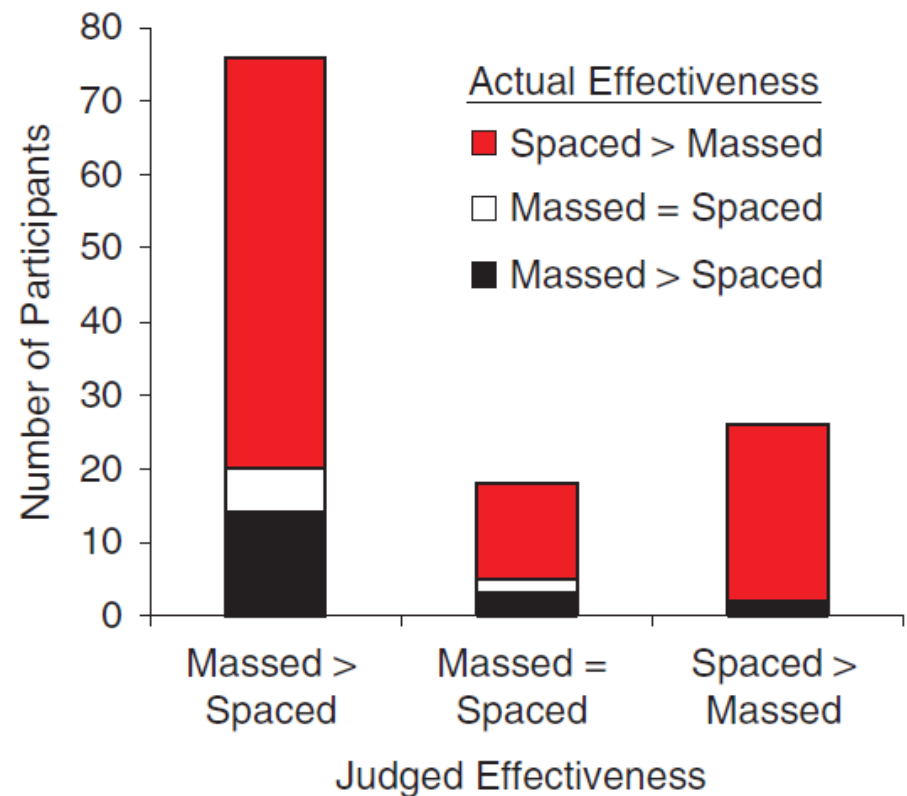 80
70
60
50
40
30
20
10
0
Number of Participants
Actual Effectiveness
Spaced > Massed
Massed = Spaced
Massed > Spaced
Massed >
Spaced
Massed =
Spaced
Spaced >
Massed
Judged Effectiveness